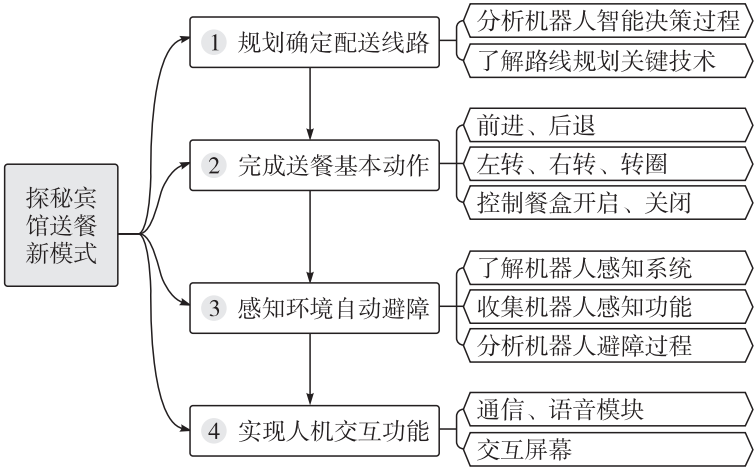 探秘宾
馆送餐
新模式
1 规划确定配送线路
分析机器人智能决策过程
了解路线规划关键技术
2 完成送餐基本动作
前进、后退
左转、右转、转圈
控制餐盒开启、关闭
3 感知环境自动避障
了解机器人感知系统
收集机器人感知功能
分析机器人避障过程
4 实现人机交互功能
通信、语音模块
交互屏幕